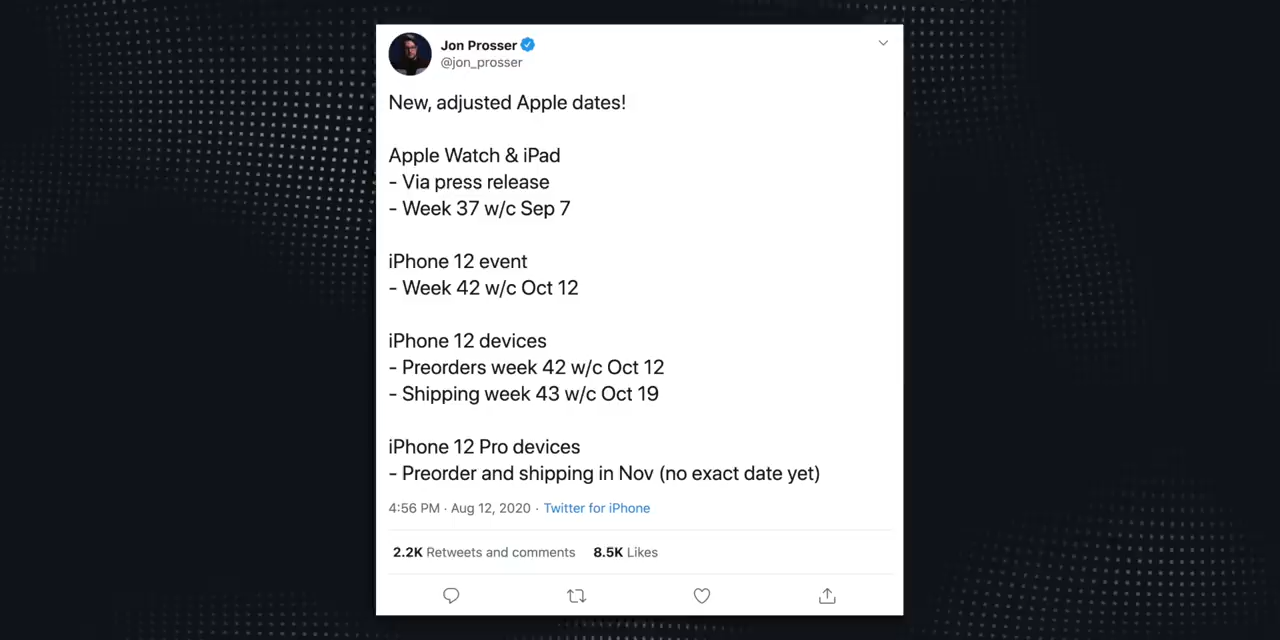 Jon Prosser
@jon_prosser
New, adjusted Apple dates!
Apple Watch & iPad
- Via press release
- Week 37 w/c Sep 7
iPhone 12 event
- Week 42 w/c Oct 12
iPhone 12 devices
- Preorders week 42 w/c Oct 12
- Shipping week 43 w/c Oct 19
iPhone 12 Pro devices
- Preorder and shipping in Nov (no exact date yet)
4:56 PM · Aug 12, 2020 · Twitter for iPhone
2.2K Retweets and comments 8.5K Likes